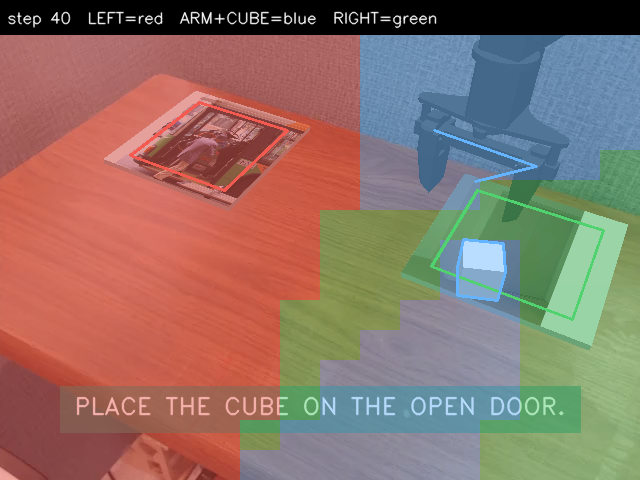 step 40 LEFT=red ARM+CUBE=blue RIGHT=green
PLACE THE CUBE ON THE OPEN DOOR.